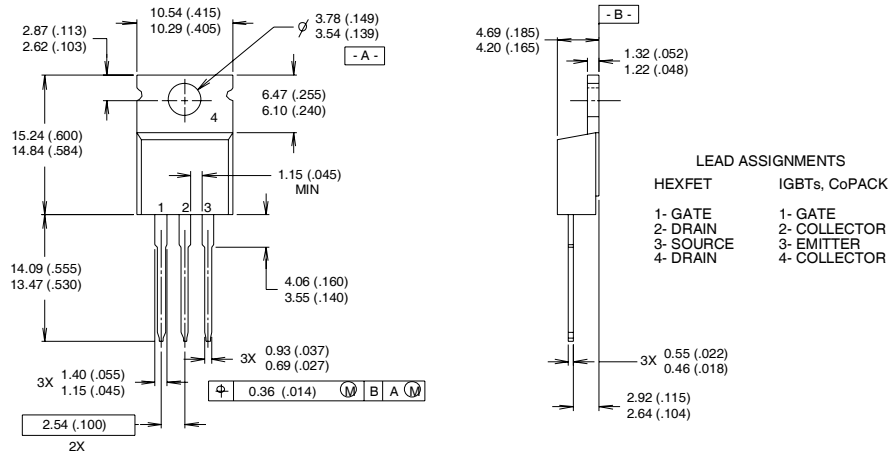 10.54 (.415)
10.29 (.405)
2.87 (.113)
2.62 (.103)
ø 3.78 (.149)
3.54 (.139)
- A -
6.47 (.255)
6.10 (.240)
4
15.24 (.600)
14.84 (.584)
1.15 (.045)
MIN
1 2 3
14.09 (.555)
13.47 (.530)
4.06 (.160)
3.55 (.140)
3X 0.93 (.037)
0.69 (.027)
3X 1.40 (.055)
1.15 (.045)
⌖ 0.36 (.014) Ⓜ B A Ⓜ
2.54 (.100)
2X
- B -
4.69 (.185)
4.20 (.165)
1.32 (.052)
1.22 (.048)
LEAD ASSIGNMENTS
HEXFET
1- GATE
2- DRAIN
3- SOURCE
4- DRAIN
IGBTs, CoPACK
1- GATE
2- COLLECTOR
3- EMITTER
4- COLLECTOR
3X 0.55 (.022)
0.46 (.018)
2.92 (.115)
2.64 (.104)